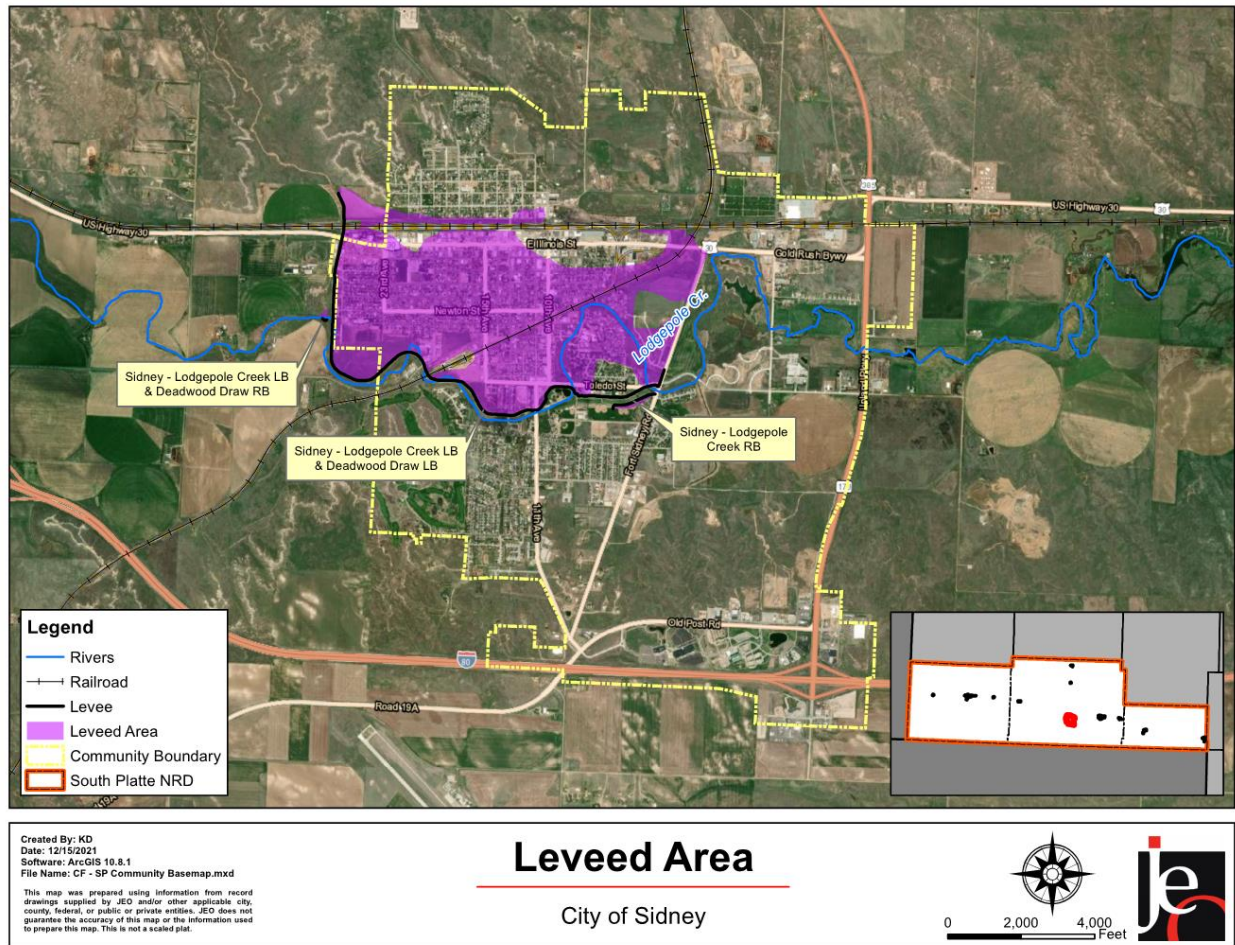 385
US Highway 30
30
US Highway 30
E Illinois St
30
Gold Rush Bywy
23rd Ave
17th Ave
10th Ave
Newton St
Lodgepole Cr.
Sidney - Lodgepole Creek LB
& Deadwood Draw RB
Toledo St
Sidney - Lodgepole Creek LB
& Deadwood Draw LB
Sidney - Lodgepole
Creek RB
Fort Sidney Rd
11th Ave
Old Post Rd
80
Road 19A
Legend
Rivers
Railroad
Levee
Leveed Area
Community Boundary
South Platte NRD
Created By: KD
Date: 12/15/2021
Software: ArcGIS 10.8.1
File Name: CF - SP Community Basemap.mxd
This map was prepared using information from record
drawings supplied by JEO and/or other applicable city,
county, federal, or public or private entities. JEO does not
guarantee the accuracy of this map or the information used
to prepare this map. This is not a scaled plat.
Leveed Area
City of Sidney
0 2,000 4,000
Feet
jeo